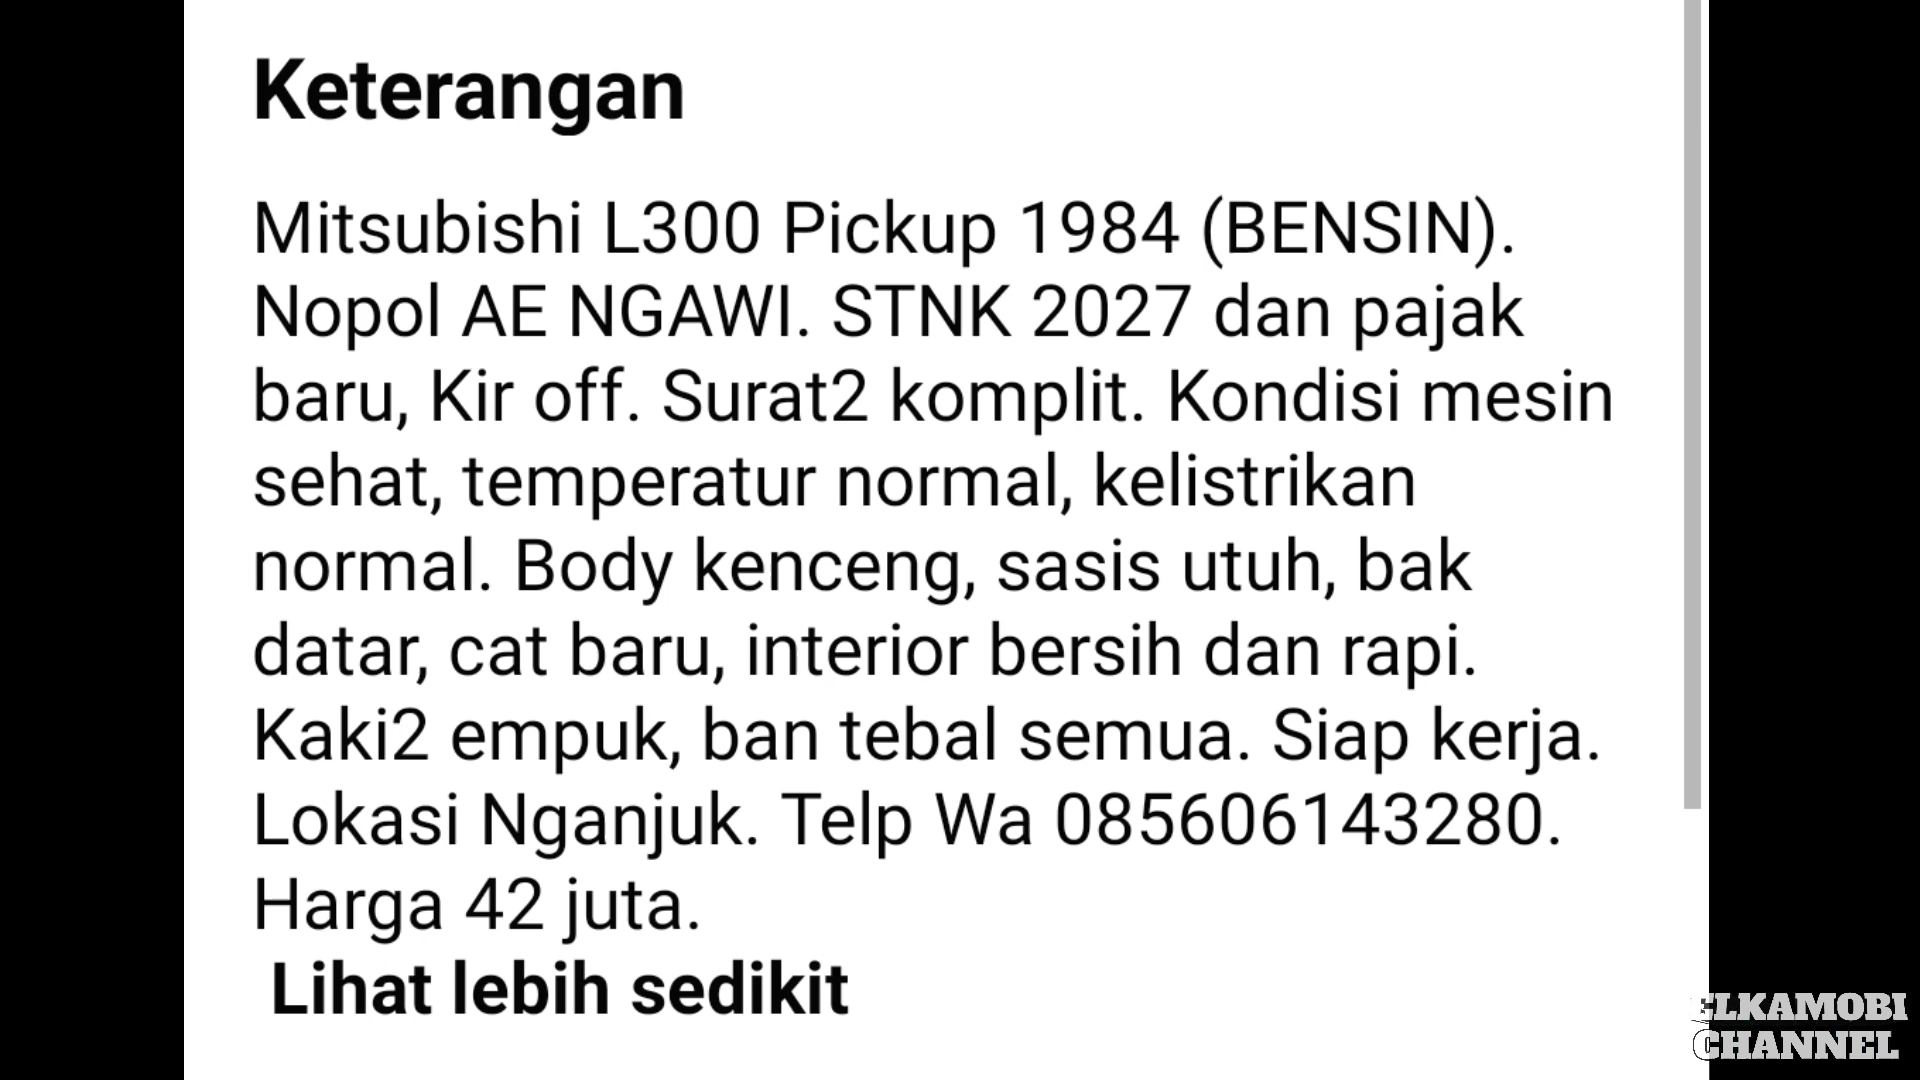 Keterangan
Mitsubishi L300 Pickup 1984 (BENSIN).
Nopol AE NGAWI. STNK 2027 dan pajak
baru, Kir off. Surat2 komplit. Kondisi mesin
sehat, temperatur normal, kelistrikan
normal. Body kenceng, sasis utuh, bak
datar, cat baru, interior bersih dan rapi.
Kaki2 empuk, ban tebal semua. Siap kerja.
Lokasi Nganjuk. Telp Wa 085606143280.
Harga 42 juta.
Lihat lebih sedikit
ELKAMOBI
CHANNEL